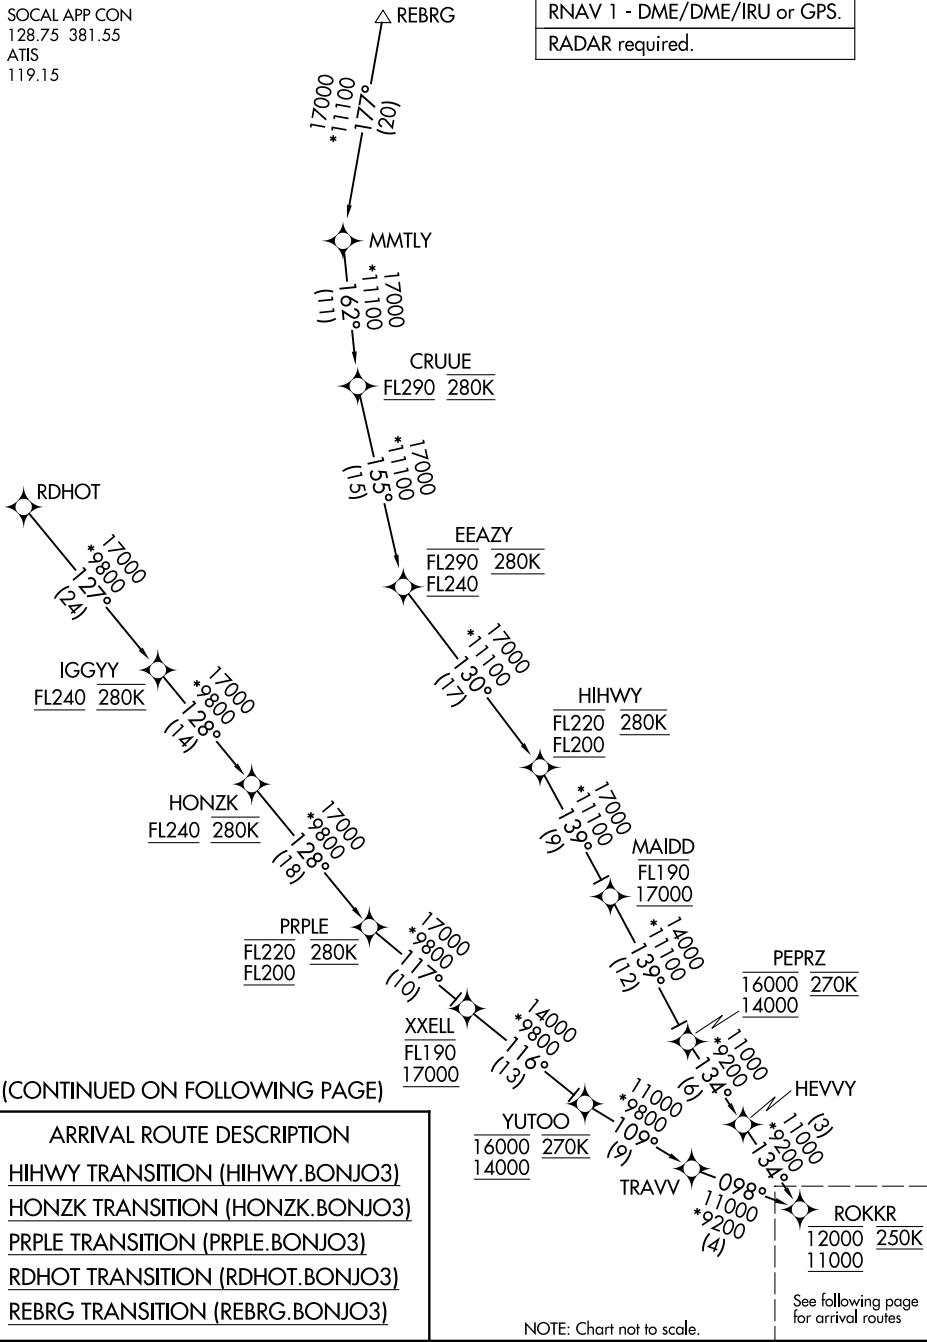 SOCAL APP CON
128.75 381.55
ATIS
119.15
RNAV 1 - DME/DME/IRU or GPS.
RADAR required.
REBRG
17000
*11100
177°
(20)
MMTLY
17000
*11100
162°
(11)
CRUUE
FL290 280K
17000
*11100
155°
(15)
EEAZY
FL290 280K
FL240
17000
*11100
130°
(17)
HIHWY
FL220 280K
FL200
17000
*11100
139°
(9)
MAIDD
FL190
17000
14000
*11100
139°
(12)
PEPRZ
16000 270K
14000
11000
*9200
134°
(6)
HEVVY
(3)
11000
*9200
134°
RDHOT
17000
*9800
127°
(24)
IGGYY
FL240 280K
17000
*9800
128°
(14)
HONZK
FL240 280K
17000
*9800
128°
(18)
PRPLE
FL220 280K
FL200
17000
*9800
117°
(10)
XXELL
FL190
17000
14000
*9800
116°
(13)
YUTOO
16000 270K
14000
11000
*9800
109°
(9)
TRAVV
098°
11000
*9200
(4)
ROKKR
12000 250K
11000
See following page
for arrival routes
(CONTINUED ON FOLLOWING PAGE)
ARRIVAL ROUTE DESCRIPTION
HIHWY TRANSITION (HIHWY.BONJO3)
HONZK TRANSITION (HONZK.BONJO3)
PRPLE TRANSITION (PRPLE.BONJO3)
RDHOT TRANSITION (RDHOT.BONJO3)
REBRG TRANSITION (REBRG.BONJO3)
NOTE: Chart not to scale.